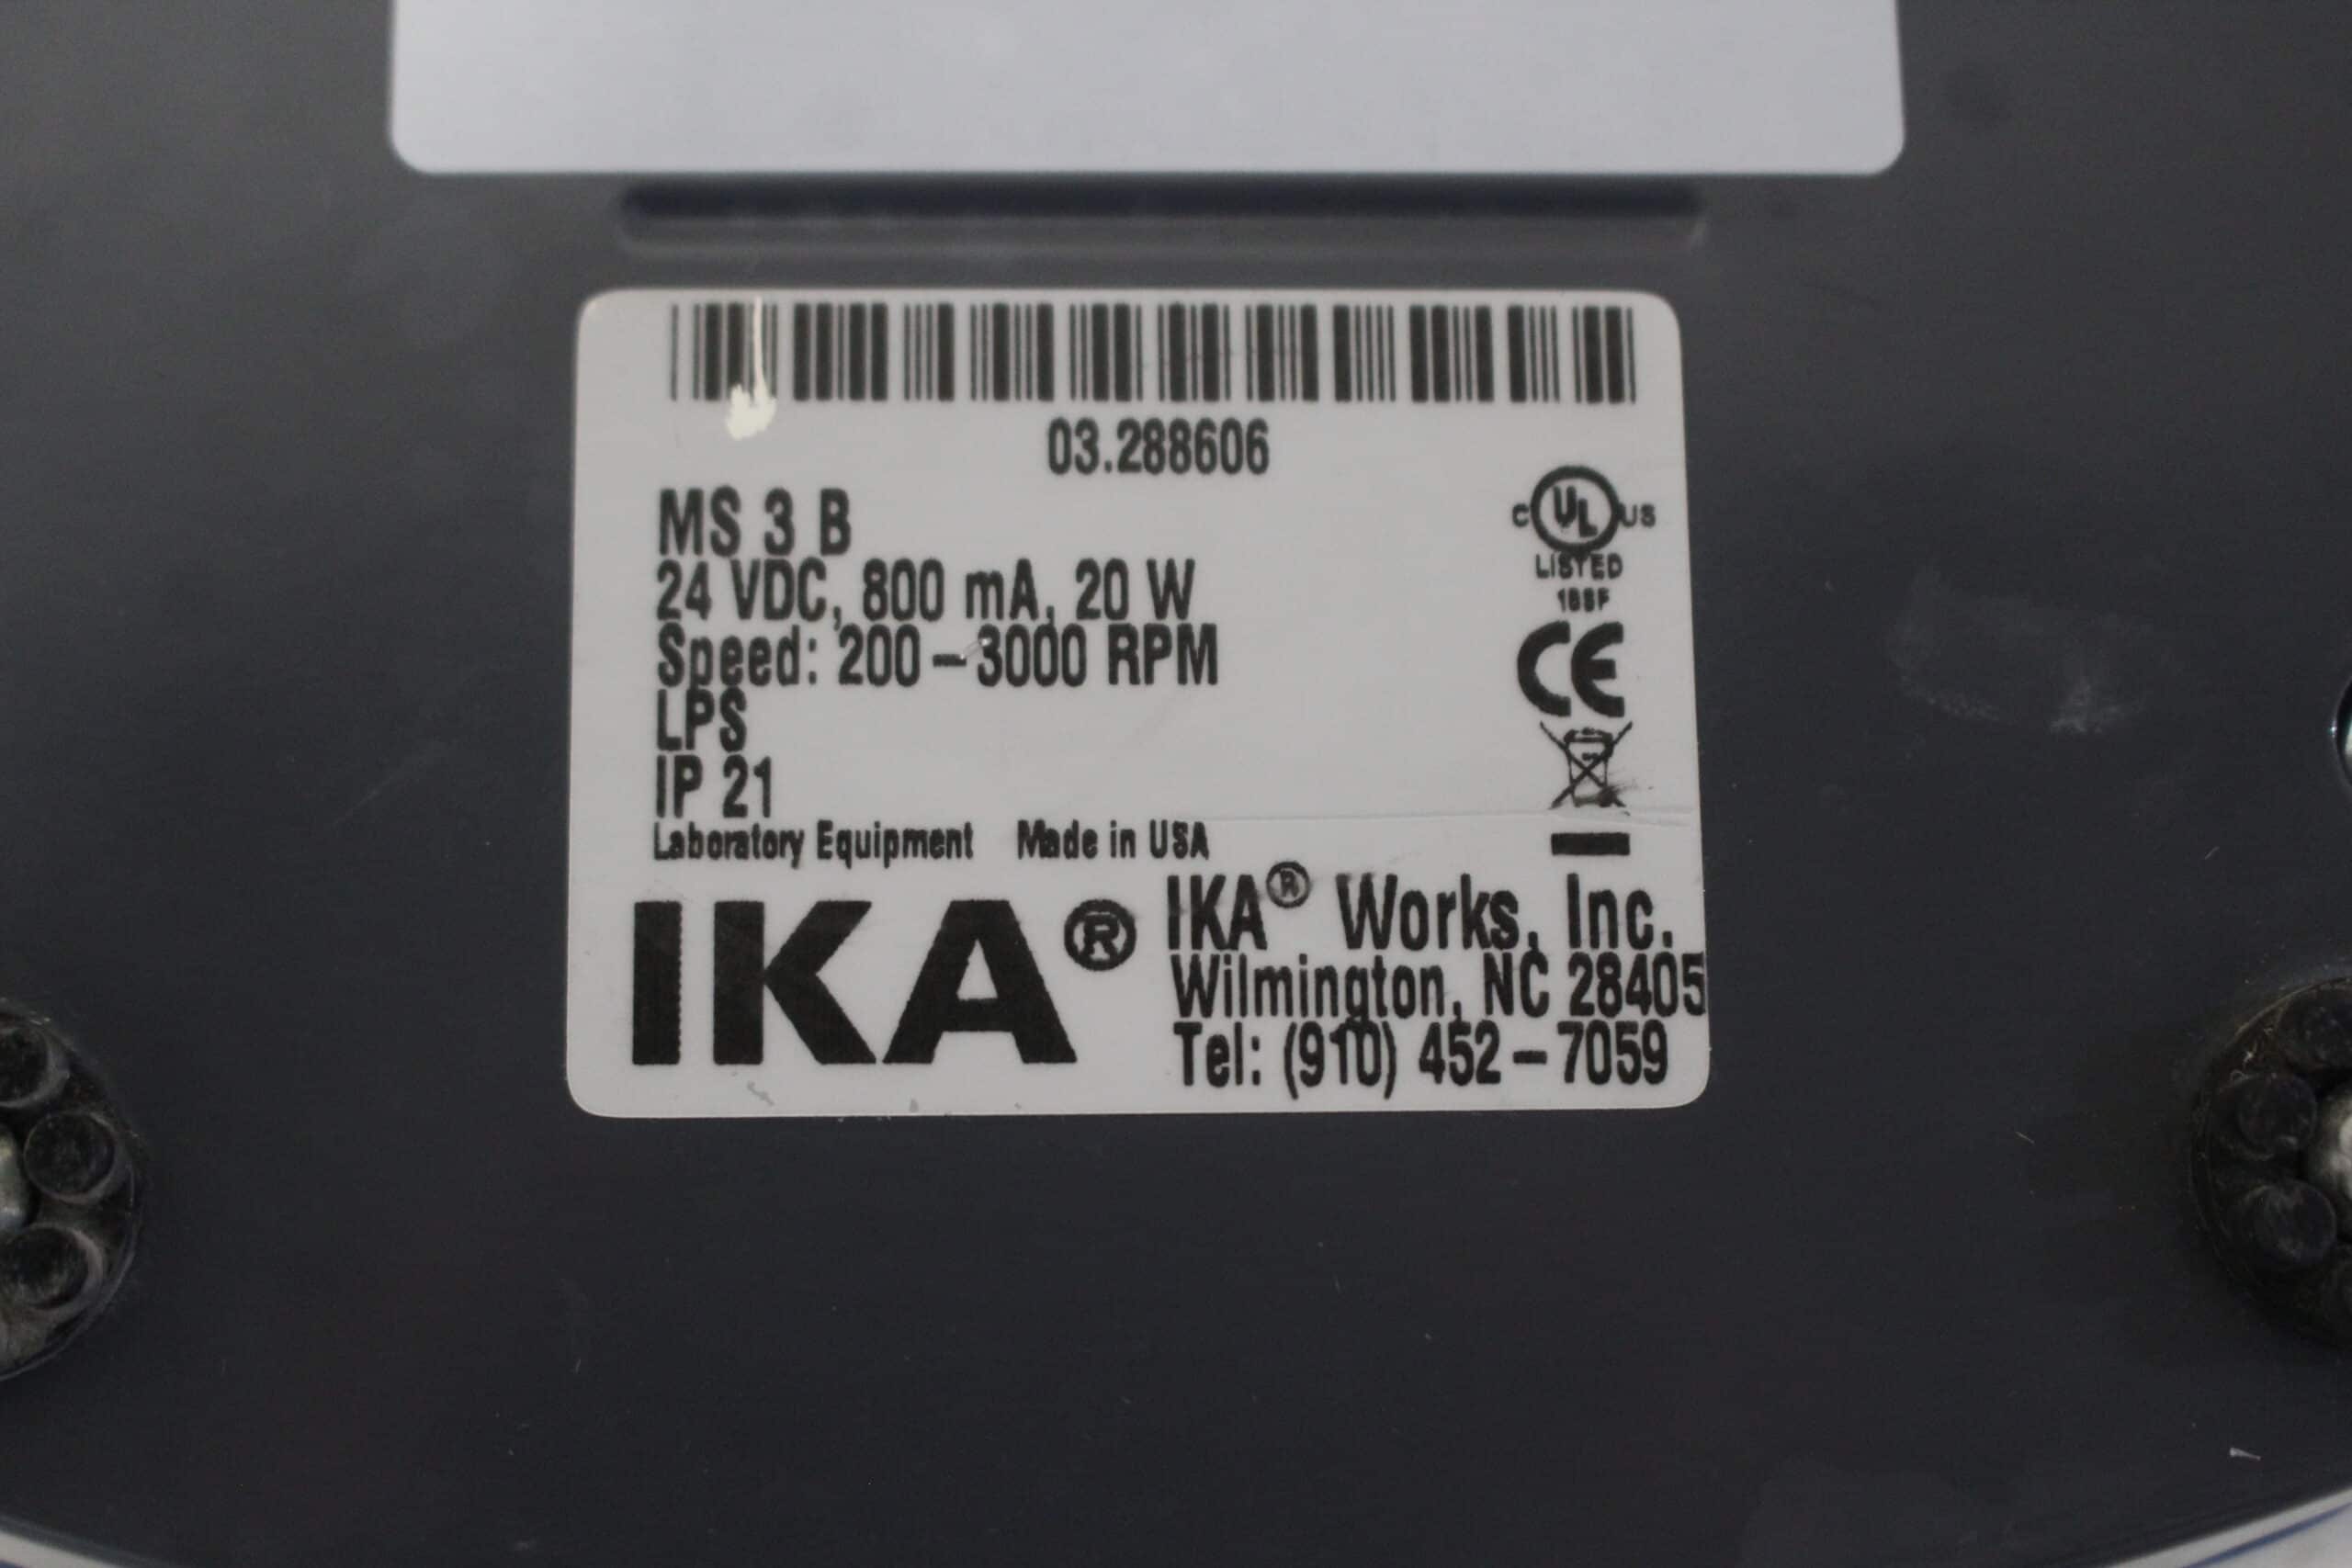 03.288606
MS 3 B
24 VDC, 800 mA, 20 W
Speed: 200 – 3000 RPM
LPS
IP 21
Laboratory Equipment Made in USA
C UL US
LISTED
CE
IKA®
IKA® Works, Inc.
Wilmington, NC 28405
Tel: (910) 452 – 7059